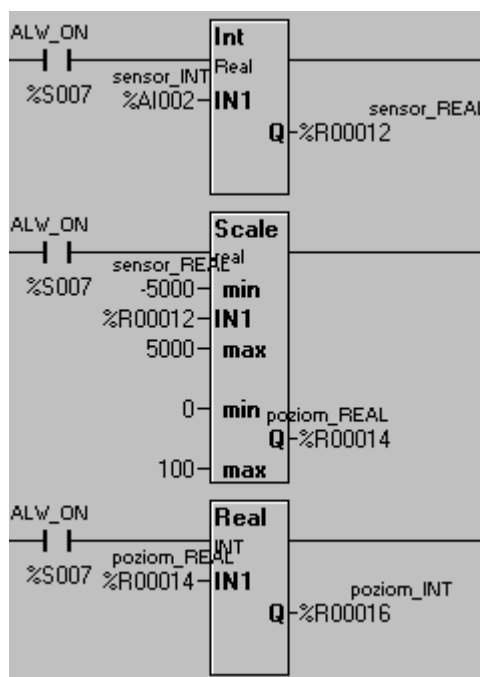 ALW_ON
Int
Real
sensor_INT
%S007
%AI002
IN1
sensor_REAL
Q
%R00012
ALW_ON
Scale
real
sensor_REAL
%S007
-5000
min
%R00012
IN1
5000
max
0
min
poziom_REAL
Q
%R00014
100
max
ALW_ON
Real
INT
poziom_REAL
%S007
%R00014
IN1
poziom_INT
Q
%R00016